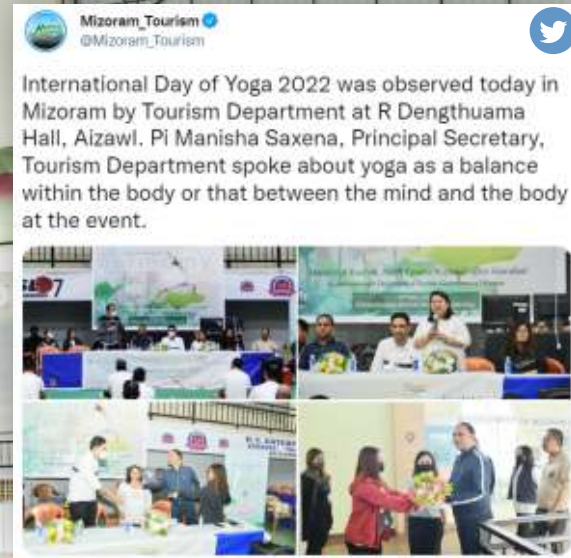 Mizoram_Tourism
@Mizoram_Tourism
International Day of Yoga 2022 was observed today in
Mizoram by Tourism Department at R Dengthuama
Hall, Aizawl. Pi Manisha Saxena, Principal Secretary,
Tourism Department spoke about yoga as a balance
within the body or that between the mind and the body
at the event.